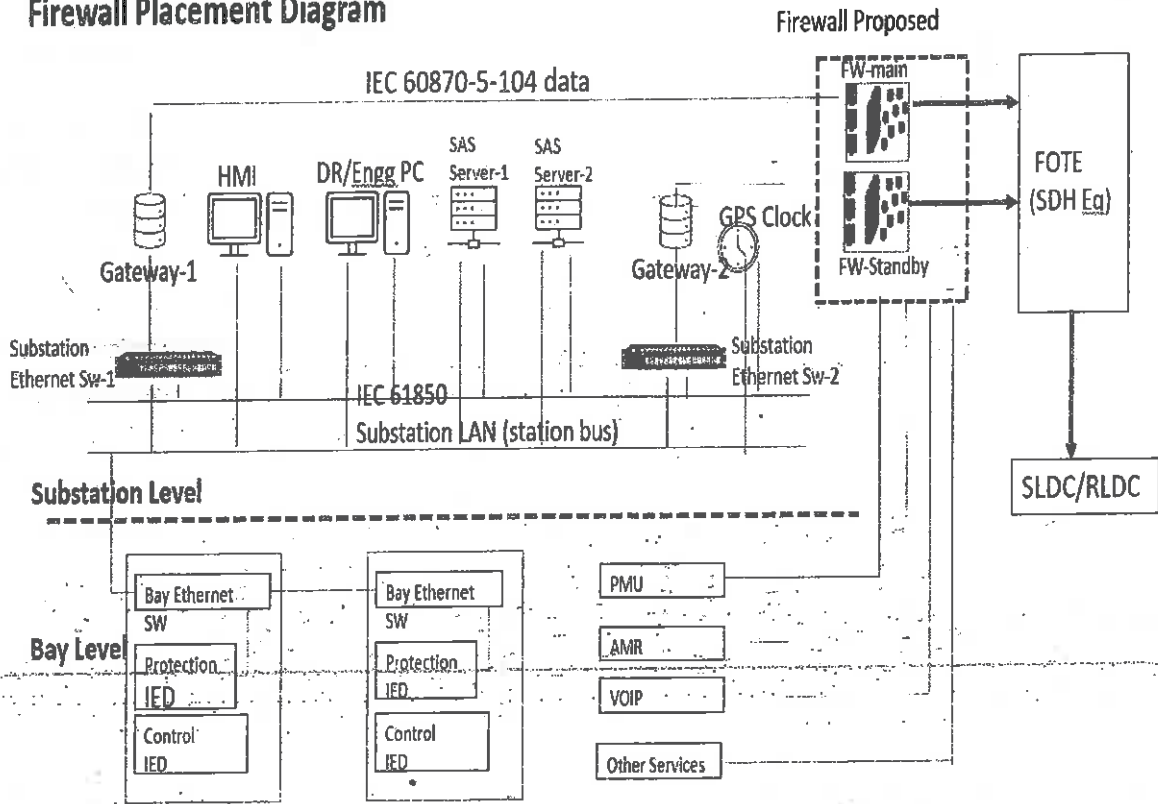 Firewall Placement Diagram
Firewall Proposed
IEC 60870-5-104 data
FW-main
HMI
DR/Engg PC
SAS
Server-1
SAS
Server-2
GPS Clock
FOTE
(SDH Eq)
Gateway-1
Gateway-2
FW-Standby
Substation
Ethernet Sw-1
Substation
Ethernet Sw-2
IEC 61850
Substation LAN (station bus)
Substation Level
SLDC/RLDC
Bay Level
Bay Ethernet
SW
Protection
IED
Control
IED
Bay Ethernet
SW
Protection
IED
Control
IED
PMU
AMR
VOIP
Other Services